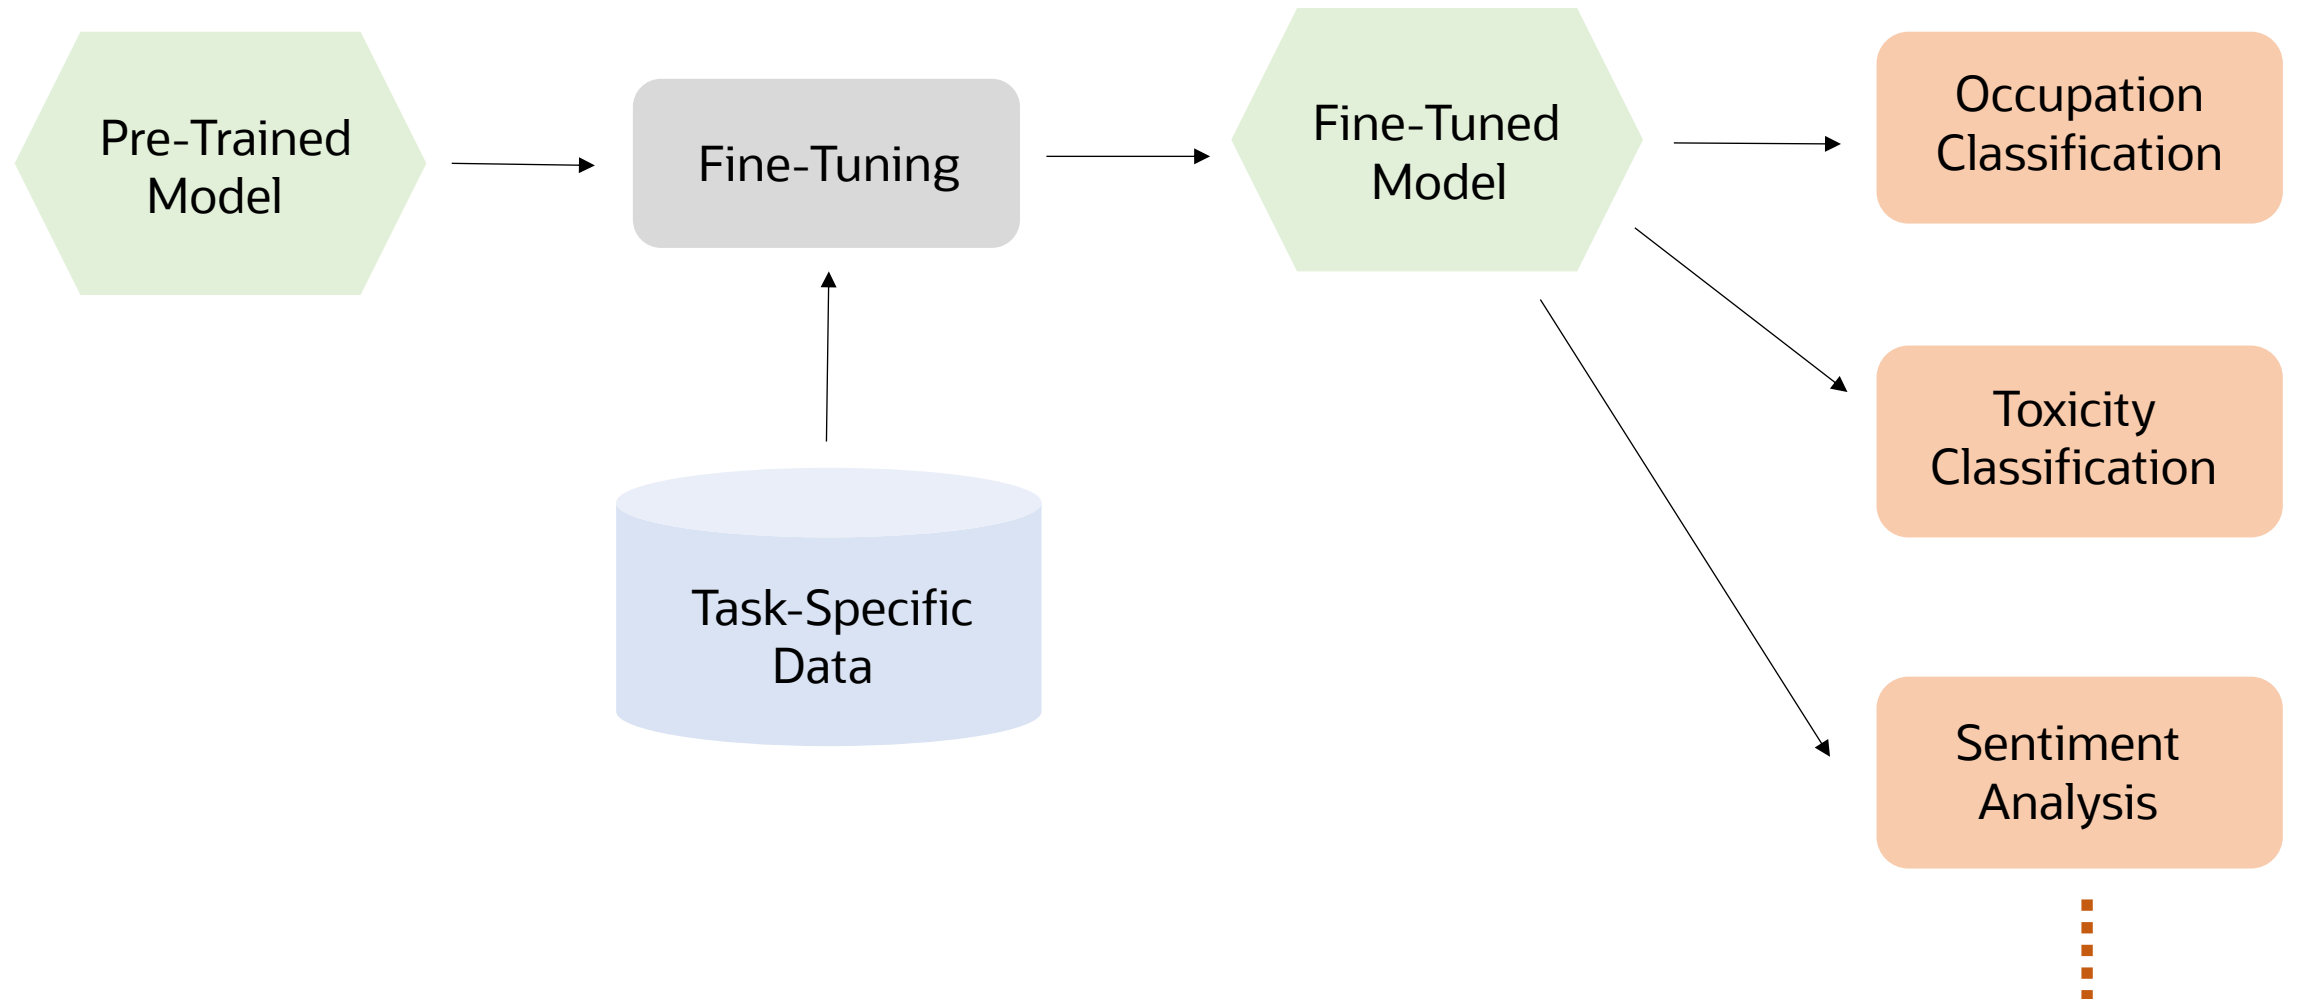 Pre-Trained
Model
Fine-Tuning
Fine-Tuned
Model
Occupation
Classification
Task-Specific
Data
Toxicity
Classification
Sentiment
Analysis